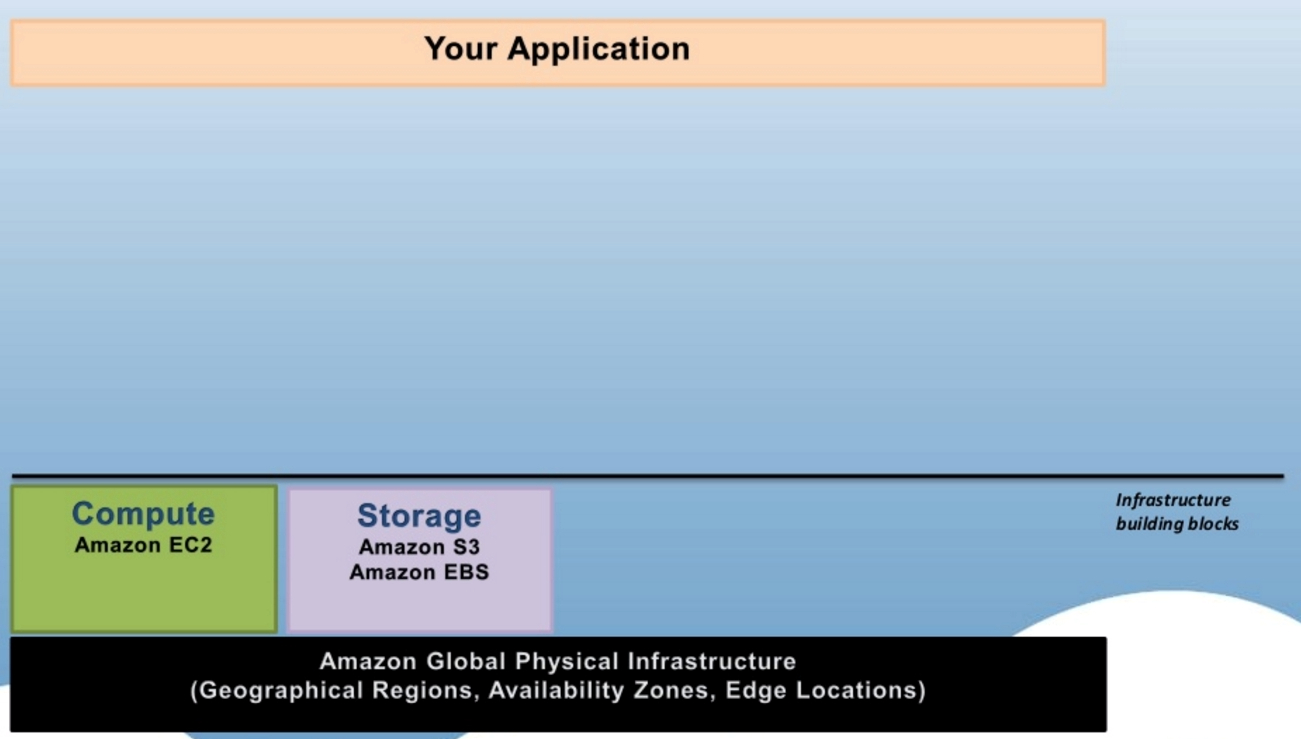 Your Application
Compute
Amazon EC2
Storage
Amazon S3
Amazon EBS
Infrastructure
building blocks
Amazon Global Physical Infrastructure
(Geographical Regions, Availability Zones, Edge Locations)